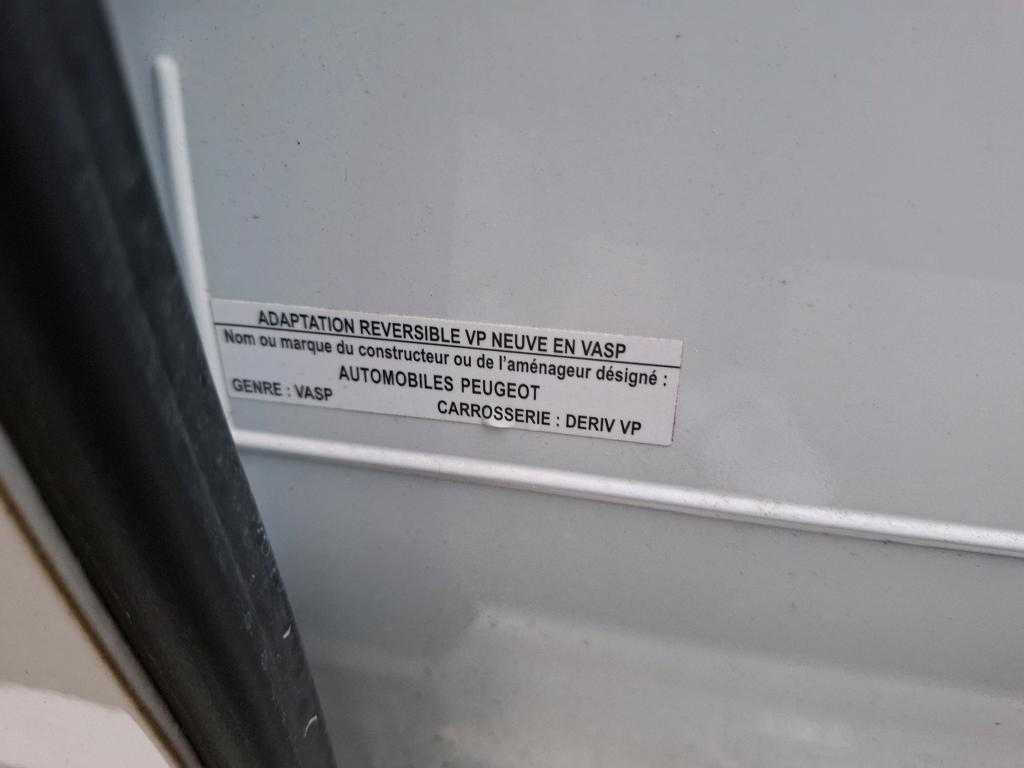 ADAPTATION REVERSIBLE VP NEUVE EN VASP
Nom ou marque du constructeur ou de l'aménageur désigné :
AUTOMOBILES PEUGEOT
GENRE : VASP
CARROSSERIE : DERIV VP